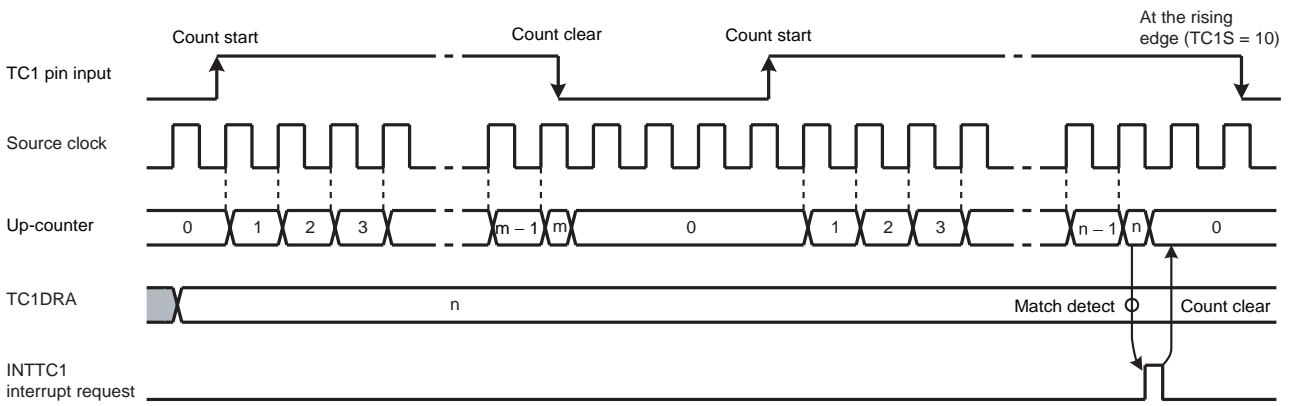 At the rising
edge (TC1S = 10)
Count start
Count clear
Count start
TC1 pin input
Source clock
Up-counter
0
1
2
3
m – 1
m
0
1
2
3
n – 1
n
0
TC1DRA
n
Match detect
Count clear
INTTC1
interrupt request